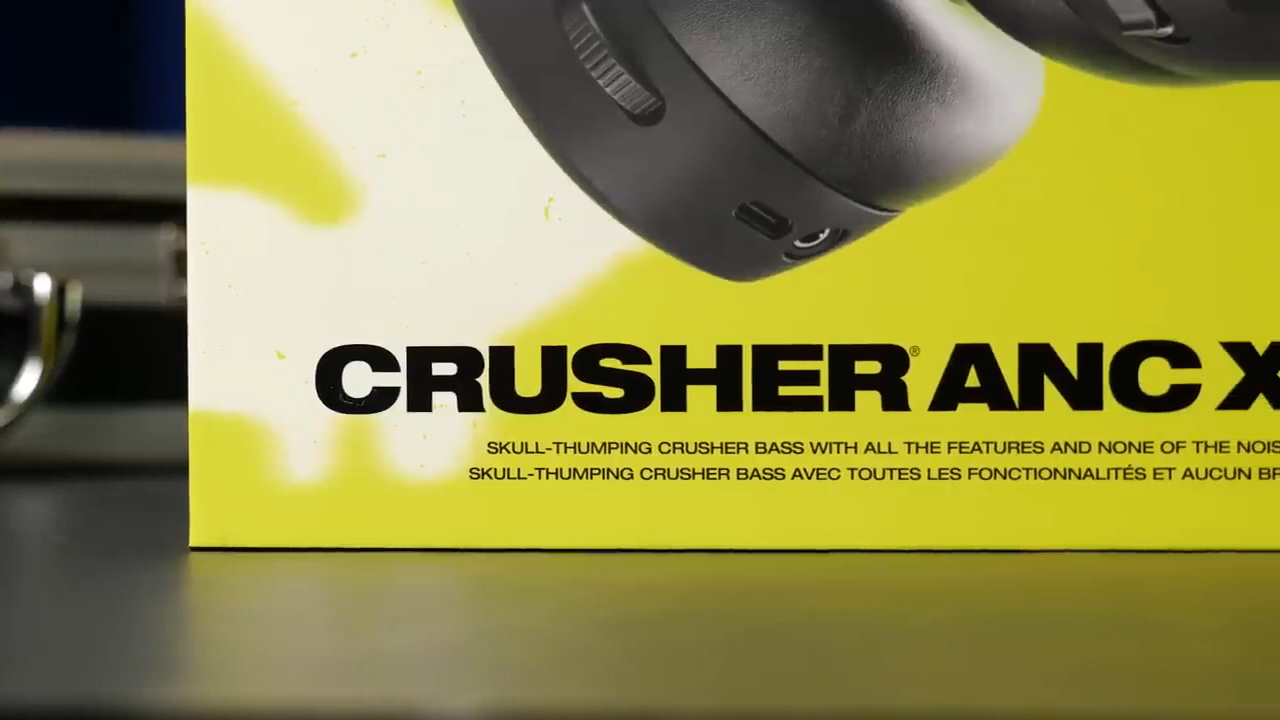 CRUSHER® ANC X
SKULL-THUMPING CRUSHER BASS WITH ALL THE FEATURES AND NONE OF THE
SKULL-THUMPING CRUSHER BASS AVEC TOUTES LES FONCTIONNALITÉS ET AUCUN